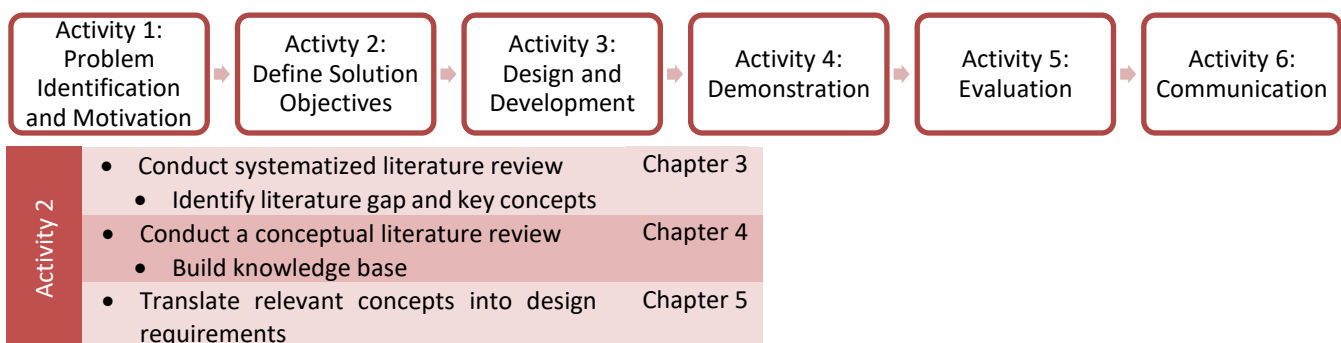 Activity 1:
Problem
Identification
and Motivation
Activty 2:
Define Solution
Objectives
Activity 3:
Design and
Development
Activity 4:
Demonstration
Activity 5:
Evaluation
Activity 6:
Communication
Activity 2
• Conduct systematized literature review Chapter 3
• Identify literature gap and key concepts
• Conduct a conceptual literature review Chapter 4
• Build knowledge base
• Translate relevant concepts into design Chapter 5
requirements